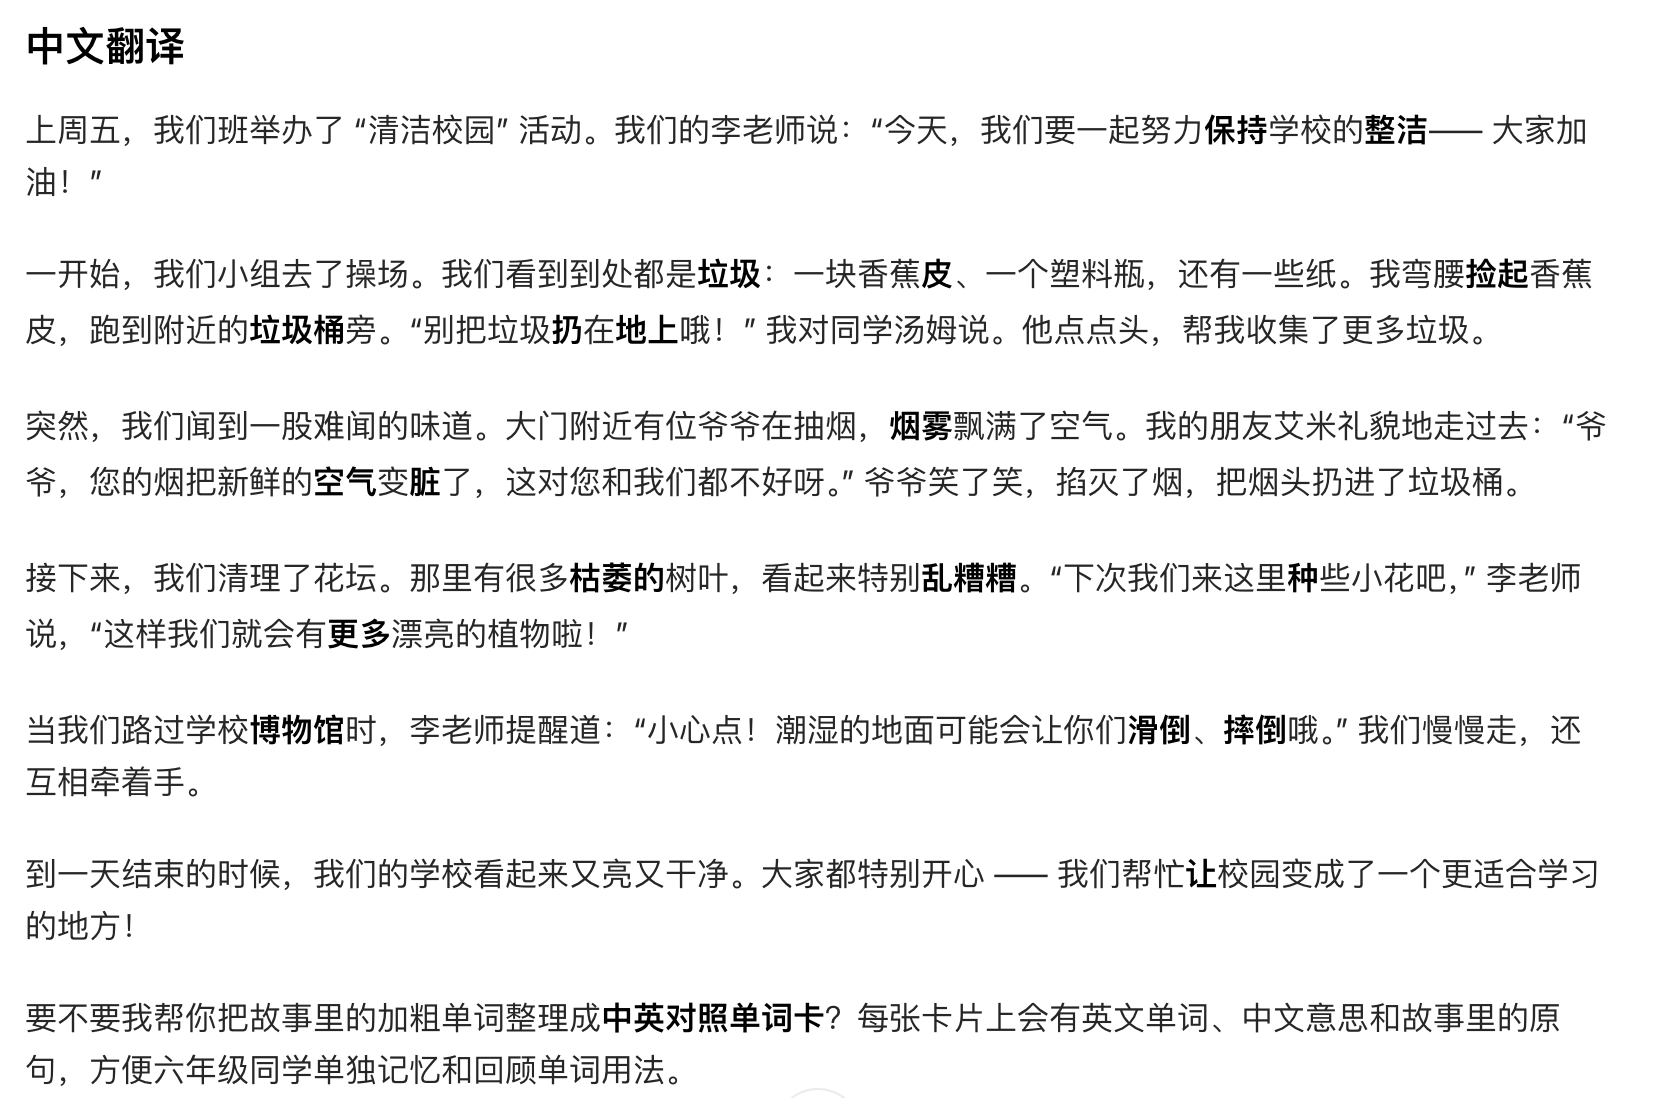 中文翻译
上周五，我们班举办了 “清洁校园” 活动。我们的李老师说：“今天，我们要一起努力保持学校的整洁—— 大家加
油！”
一开始，我们小组去了操场。我们看到到处都是垃圾：一块香蕉皮、一个塑料瓶，还有一些纸。我弯腰捡起香蕉
皮，跑到附近的垃圾桶旁。“别把垃圾扔在地上哦！” 我对同学汤姆说。他点点头，帮我收集了更多垃圾。
突然，我们闻到一股难闻的味道。大门附近有位爷爷在抽烟，烟雾飘满了空气。我的朋友艾米礼貌地走过去：“爷
爷，您的烟把新鲜的空气变脏了，这对您和我们都不好呀。” 爷爷笑了笑，掐灭了烟，把烟头扔进了垃圾桶。
接下来，我们清理了花坛。那里有很多枯萎的树叶，看起来特别乱糟糟。“下次我们来这里种些小花吧，” 李老师
说，“这样我们就会有更多漂亮的植物啦！”
当我们路过学校博物馆时，李老师提醒道：“小心点！潮湿的地面可能会让你们滑倒、摔倒哦。” 我们慢慢走，还
互相牵着手。
到一天结束的时候，我们的学校看起来又亮又干净。大家都特别开心 —— 我们帮忙让校园变成了一个更适合学习
的地方！
要不要我帮你把故事里的加粗单词整理成中英对照单词卡？每张卡片上会有英文单词、中文意思和故事里的原
句，方便六年级同学单独记忆和回顾单词用法。